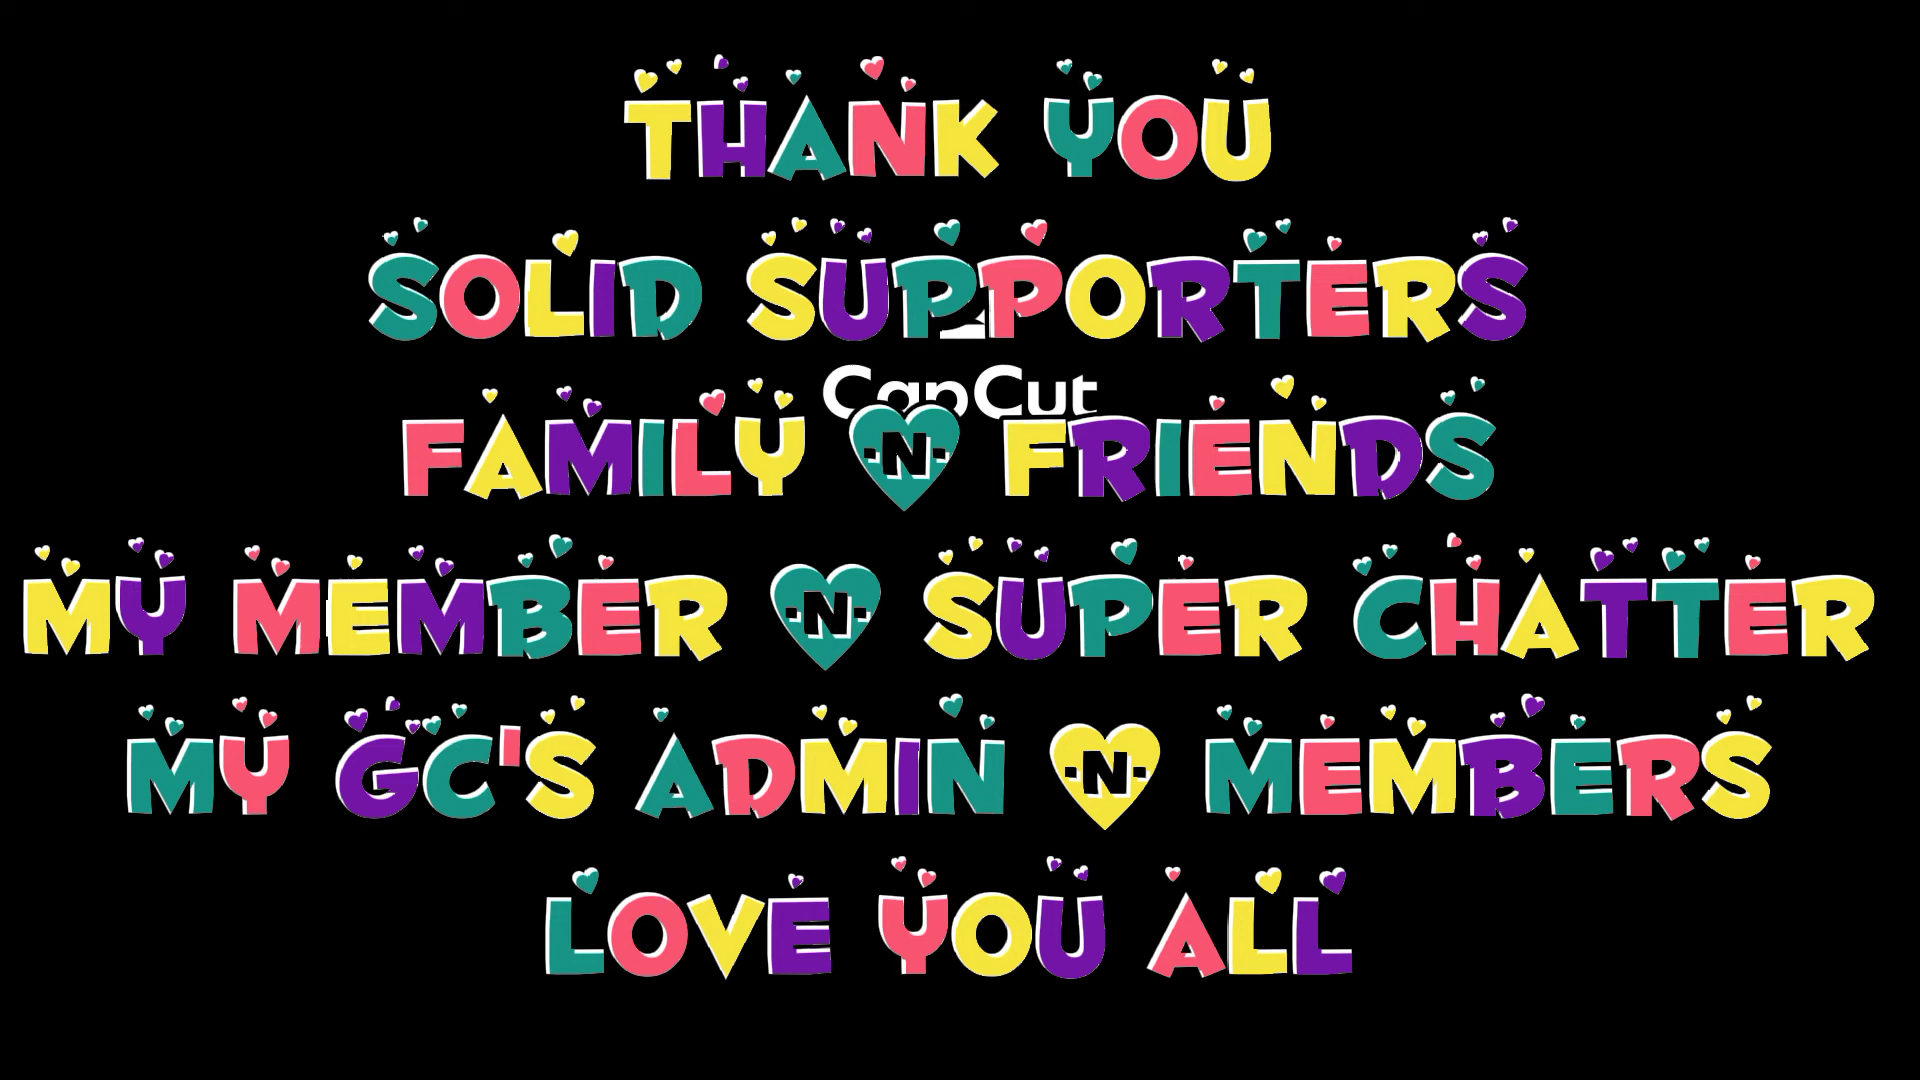 THANK YOU
SOLID SUPPORTERS
CapCut
FAMILY -N- FRIENDS
MY MEMBER -N- SUPER CHATTER
MY GC'S ADMIN -N- MEMBERS
LOVE YOU ALL